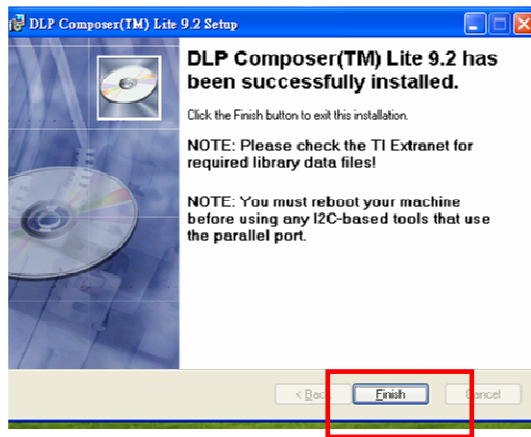 DLP Composer(TM) Lite 9.2 Setup
DLP Composer(TM) Lite 9.2 has
been successfully installed.
Click the Finish button to exit this installation.
NOTE: Please check the TI Extranet for
required library data files!
NOTE: You must reboot your machine
before using any I2C-based tools that use
the parallel port.
< Back Finish Cancel